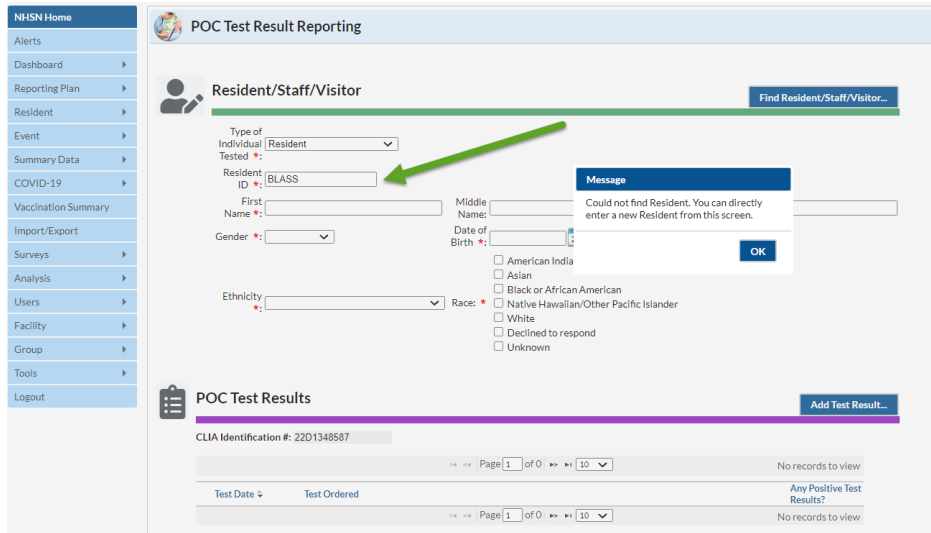 NHSN Home
Alerts
Dashboard
Reporting Plan
Resident
Event
Summary Data
COVID-19
Vaccination Summary
Import/Export
Surveys
Analysis
Users
Facility
Group
Tools
Logout
POC Test Result Reporting
Resident/Staff/Visitor
Find Resident/Staff/Visitor...
Type of
Individual Resident
Tested *:
Resident
ID *: BLASS
First
Name *:
Middle
Name:
Gender *:
Date of
Birth *:
Message
Could not find Resident. You can directly
enter a new Resident from this screen.
OK
Ethnicity
*:
Race: *
American India
Asian
Black or African American
Native Hawaiian/Other Pacific Islander
White
Declined to respond
Unknown
POC Test Results
Add Test Result...
CLIA Identification #: 22D1348587
Page 1 of 0 10 No records to view
Test Date Test Ordered Any Positive Test
Results?
Page 1 of 0 10 No records to view